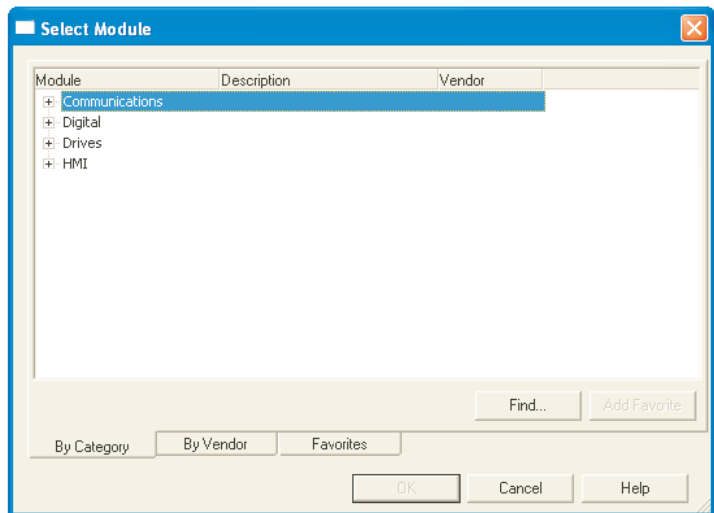 Select Module
Module Description Vendor
Communications
Digital
Drives
HMI
Find... Add Favorite
By Category By Vendor Favorites
OK Cancel Help